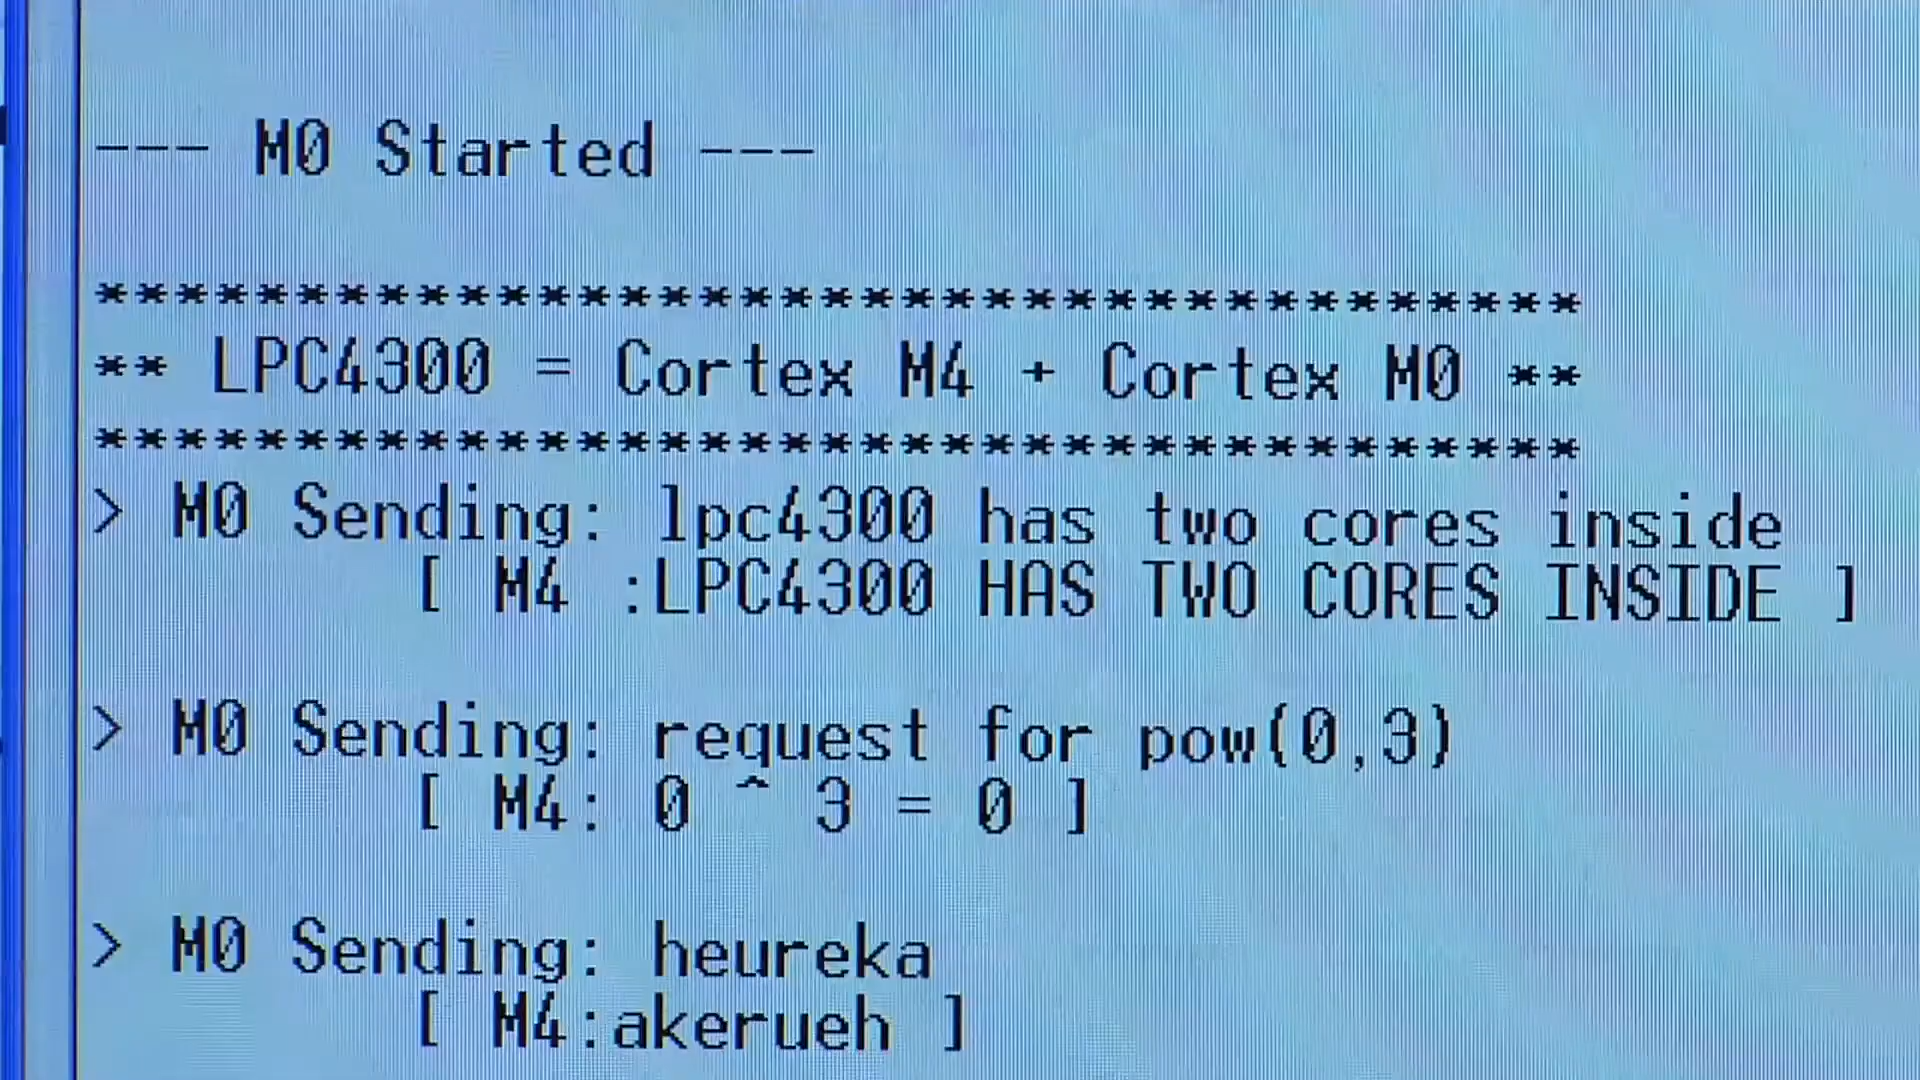 --- M0 Started ---
*************************************
** LPC4300 = Cortex M4 + Cortex M0 **
*************************************
> M0 Sending: lpc4300 has two cores inside
[ M4 :LPC4300 HAS TWO CORES INSIDE ]
> M0 Sending: request for pow(0,3)
[ M4: 0 ^ 3 = 0 ]
> M0 Sending: heureka
[ M4:akerueh ]